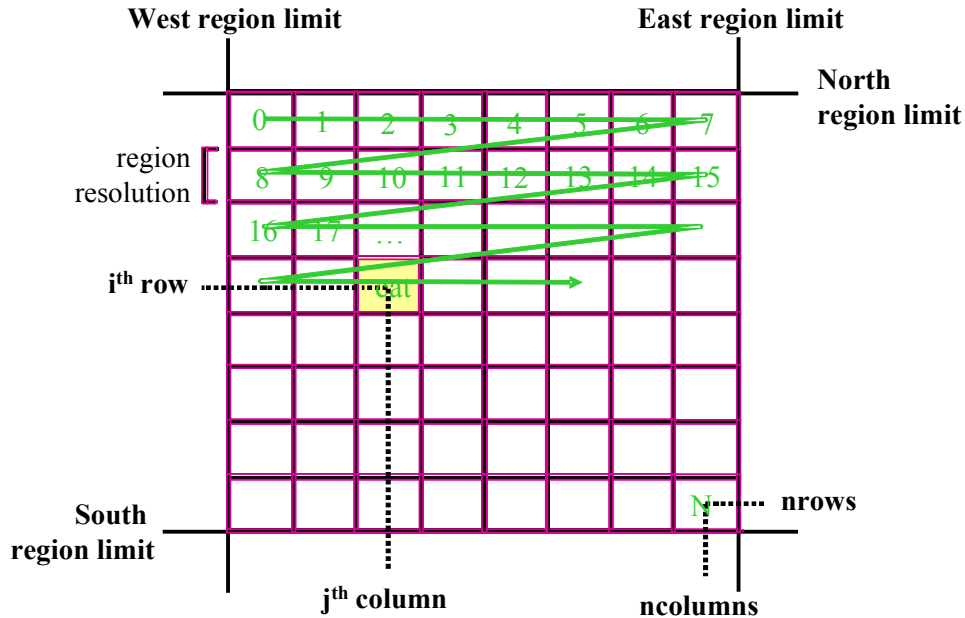 West region limit
East region limit
North
region limit
0 1 2 3 4 5 6 7
region
resolution
8 9 10 11 12 13 14 15
16 17 ...
ith row
cat
N
nrows
South
region limit
jth column
ncolumns